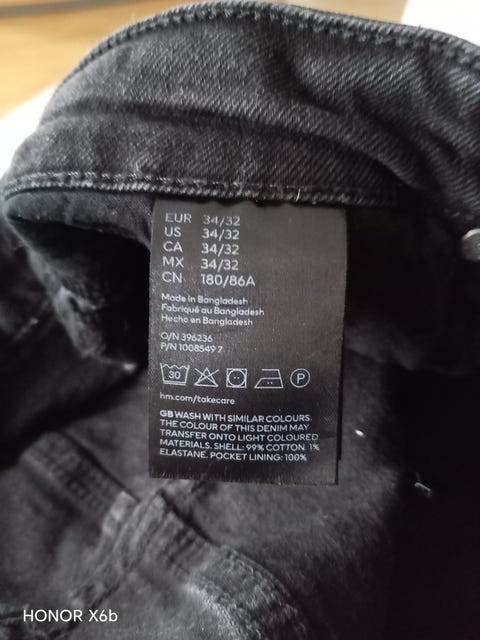 EUR 34/32
US 34/32
CA 34/32
MX 34/32
CN 180/86A
Made in Bangladesh
Fabriqué au Bangladesh
Hecho en Bangladesh
O/N 396236
P/N 1008549 7
30 P
hm.com/takecare
GB WASH WITH SIMILAR COLOURS.
THE COLOUR OF THIS DENIM MAY
TRANSFER ONTO LIGHT COLOURED
MATERIALS. SHELL: 99% COTTON 1%
ELASTANE. POCKET LINING: 100%
HONOR X6b